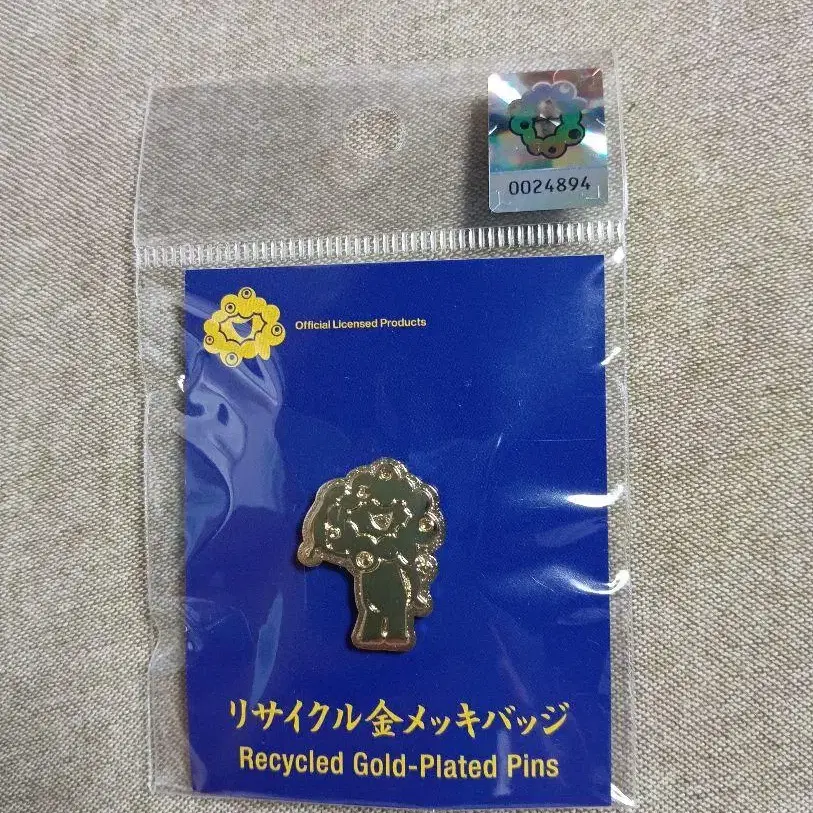 0024894
Official Licensed Products
リサイクル金メッキバッジ
Recycled Gold-Plated Pins